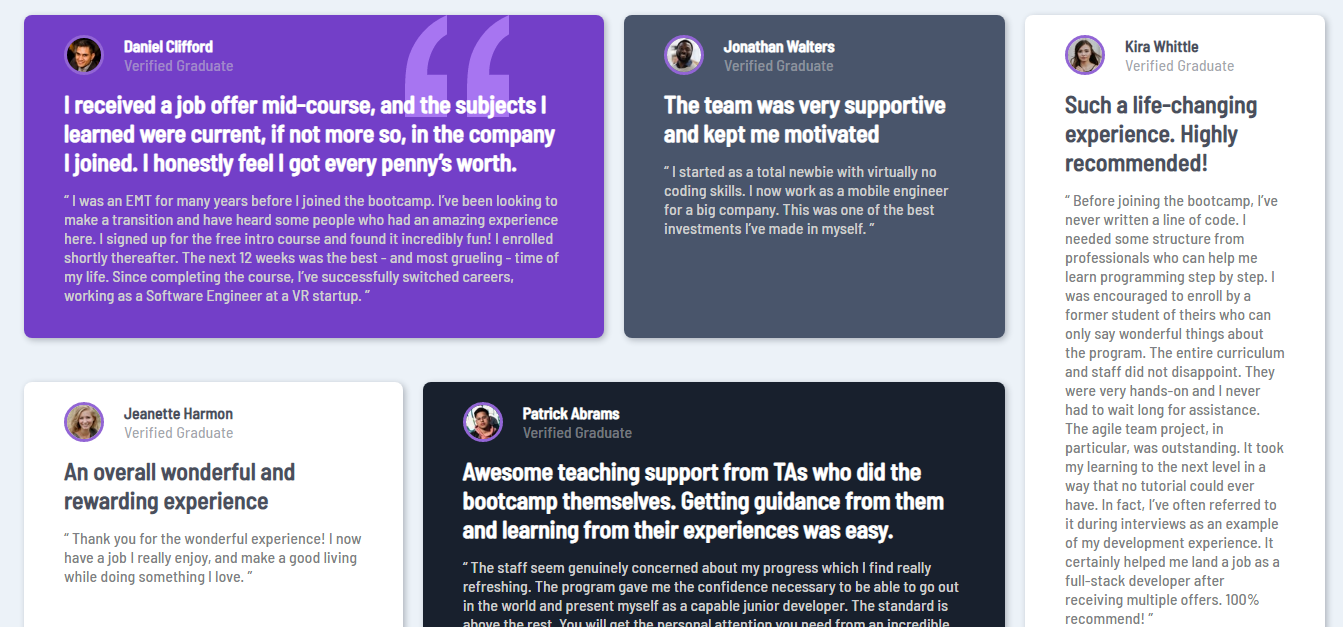 Daniel Clifford
Verified Graduate
I received a job offer mid-course, and the subjects I
learned were current, if not more so, in the company
I joined. I honestly feel I got every penny’s worth.
“ I was an EMT for many years before I joined the bootcamp. I’ve been looking to
make a transition and have heard some people who had an amazing experience
here. I signed up for the free intro course and found it incredibly fun! I enrolled
shortly thereafter. The next 12 weeks was the best - and most grueling - time of
my life. Since completing the course, I’ve successfully switched careers,
working as a Software Engineer at a VR startup. ”
Jonathan Walters
Verified Graduate
The team was very supportive
and kept me motivated
“ I started as a total newbie with virtually no
coding skills. I now work as a mobile engineer
for a big company. This was one of the best
investments I’ve made in myself. ”
Kira Whittle
Verified Graduate
Such a life-changing
experience. Highly
recommended!
“ Before joining the bootcamp, I’ve
never written a line of code. I
needed some structure from
professionals who can help me
learn programming step by step. I
was encouraged to enroll by a
former student of theirs who can
only say wonderful things about
the program. The entire curriculum
and staff did not disappoint. They
were very hands-on and I never
had to wait long for assistance.
The agile team project, in
particular, was outstanding. It took
my learning to the next level in a
way that no tutorial could ever
have. In fact, I’ve often referred to
it during interviews as an example
of my development experience. It
certainly helped me land a job as a
full-stack developer after
receiving multiple offers. 100%
recommend! ”
Jeanette Harmon
Verified Graduate
An overall wonderful and
rewarding experience
“ Thank you for the wonderful experience! I now
have a job I really enjoy, and make a good living
while doing something I love. ”
Patrick Abrams
Verified Graduate
Awesome teaching support from TAs who did the
bootcamp themselves. Getting guidance from them
and learning from their experiences was easy.
“ The staff seem genuinely concerned about my progress which I find really
refreshing. The program gave me the confidence necessary to be able to go out
in the world and present myself as a capable junior developer. The standard is
above the rest. You will get the personal attention you need from an incredible